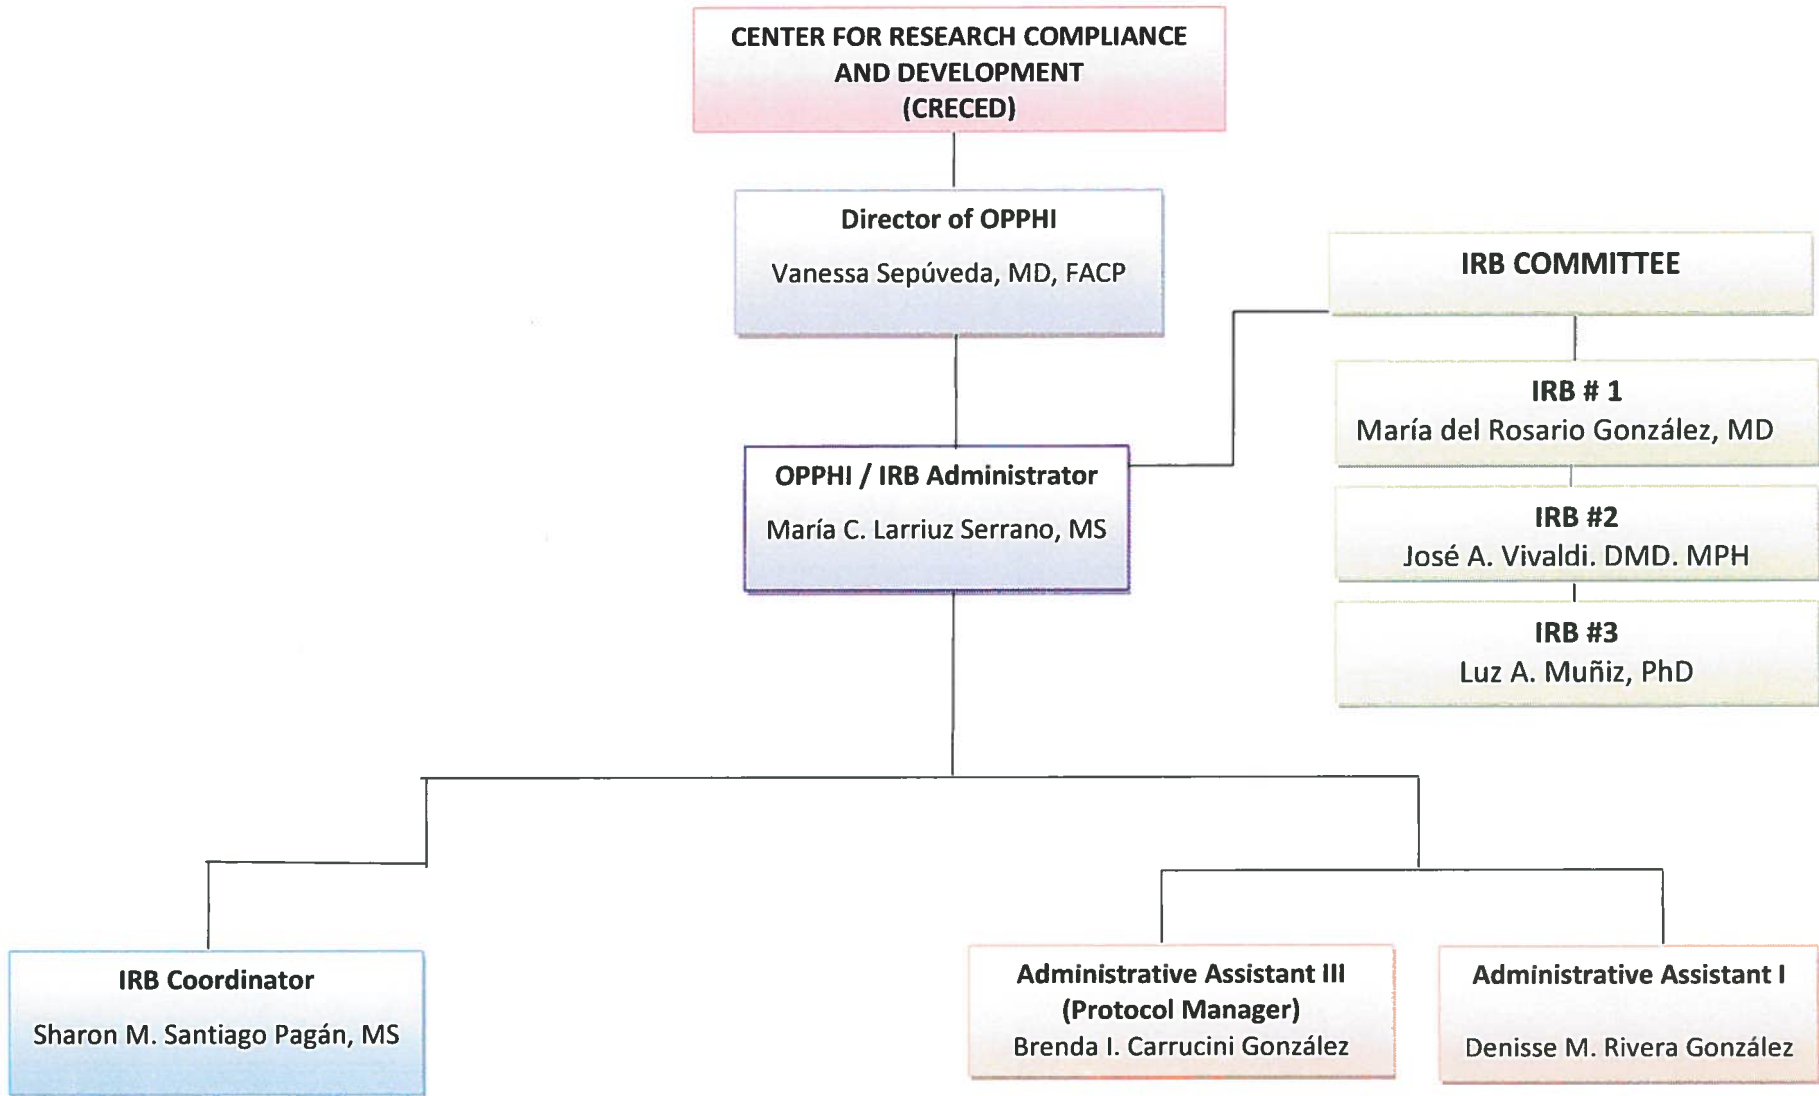 CENTER FOR RESEARCH COMPLIANCE
AND DEVELOPMENT
(CRECED)
Director of OPPHI
Vanessa Sepúveda, MD, FACP
IRB COMMITTEE
IRB # 1
María del Rosario González, MD
OPPHI / IRB Administrator
María C. Larriuz Serrano, MS
IRB #2
José A. Vivaldi. DMD. MPH
IRB #3
Luz A. Muñiz, PhD
IRB Coordinator
Sharon M. Santiago Pagán, MS
Administrative Assistant III
(Protocol Manager)
Brenda I. Carrucini González
Administrative Assistant I
Denisse M. Rivera González